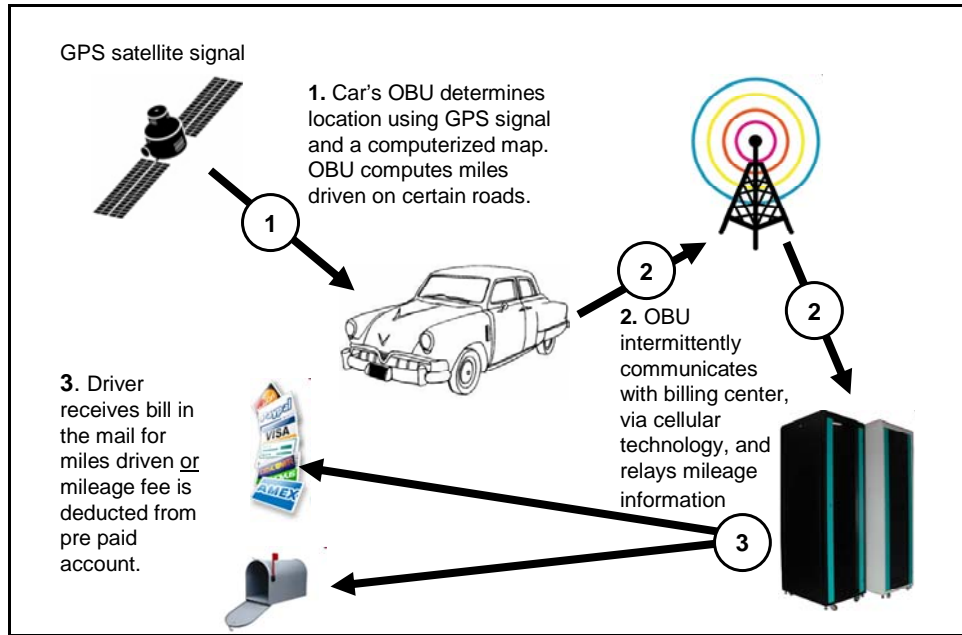 GPS satellite signal
1. Car's OBU determines
location using GPS signal
and a computerized map.
OBU computes miles
driven on certain roads.
1
2
2
2. OBU
intermittently
communicates
with billing center,
via cellular
technology, and
relays mileage
information
3. Driver
receives bill in
the mail for
miles driven or
mileage fee is
deducted from
pre paid
account.
PayPal
VISA
AMEX
3